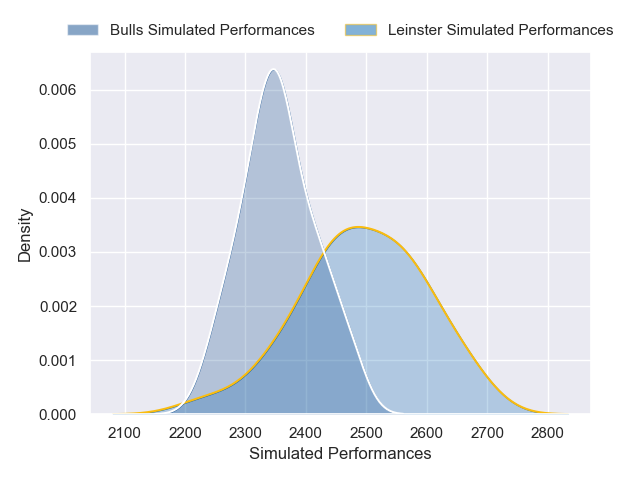 Bulls Simulated Performances Leinster Simulated Performances
0.006
0.005
0.004
0.003
0.002
0.001
0.000
Density
2100 2200 2300 2400 2500 2600 2700 2800
Simulated Performances